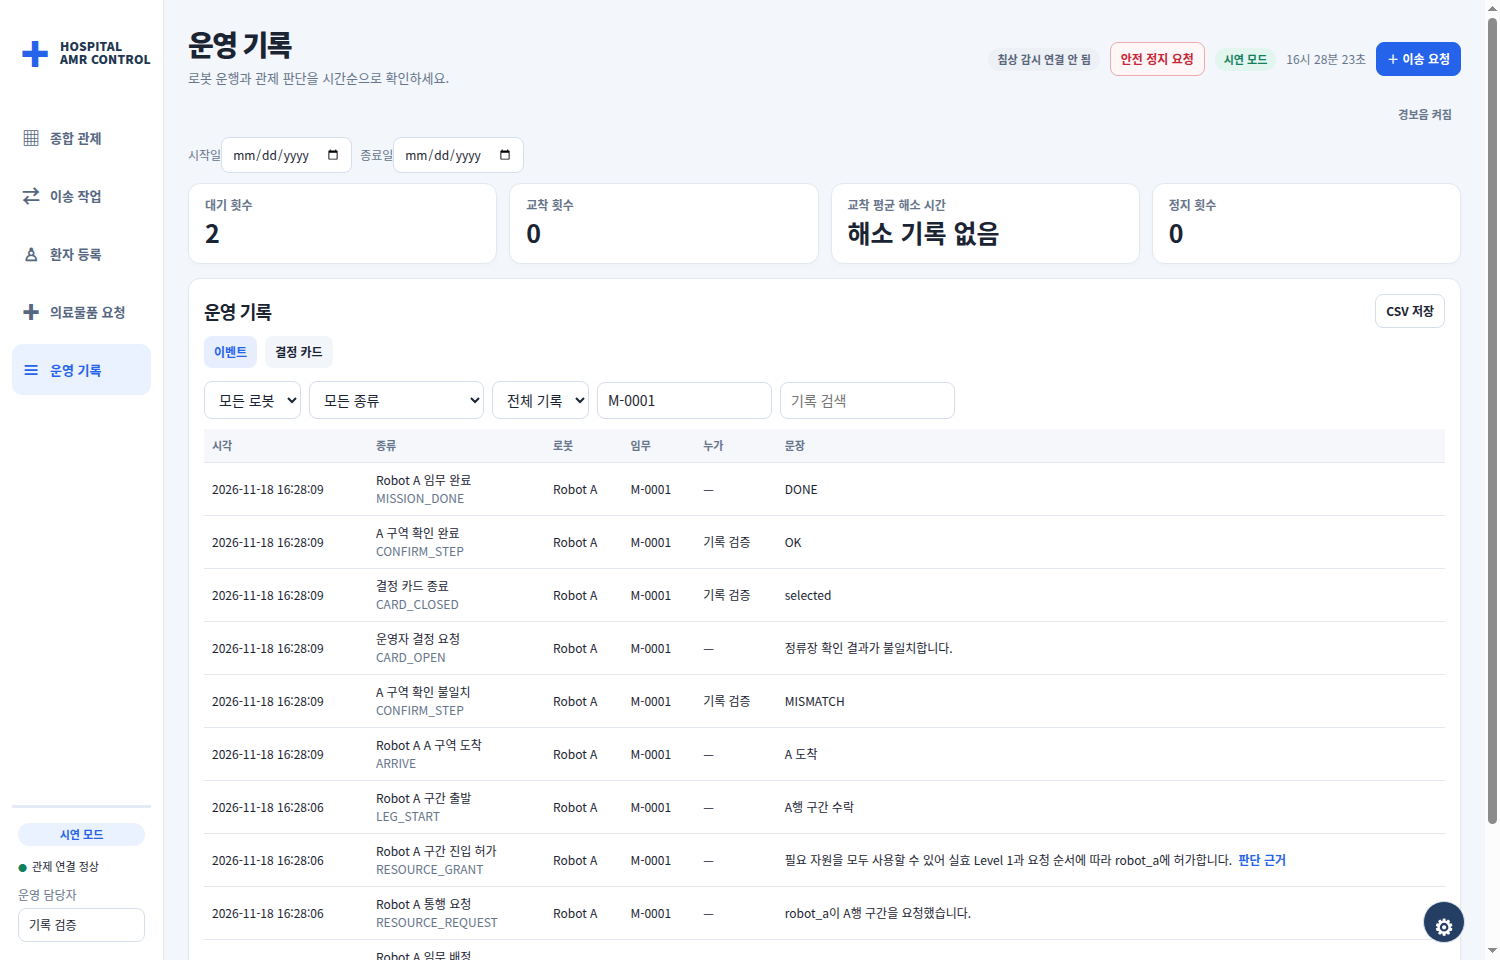 HOSPITAL
AMR CONTROL
종합 관제
이송 작업
환자 등록
의료물품 요청
운영 기록
시연 모드
관제 연결 정상
운영 담당자
기록 검증
운영 기록
로봇 운행과 관제 판단을 시간순으로 확인하세요.
침상 감시 연결 안 됨
안전 정지 요청
시연 모드
16시 28분 23초
+ 이송 요청
경보음 켜짐
시작일 mm/dd/yyyy 종료일 mm/dd/yyyy
대기 횟수
2
교착 횟수
0
교착 평균 해소 시간
해소 기록 없음
정지 횟수
0
운영 기록
CSV 저장
이벤트 결정 카드
모든 로봇 모든 종류 전체 기록 M-0001 기록 검색
시각 종류 로봇 임무 누가 문장
2026-11-18 16:28:09 Robot A 임무 완료 Robot A M-0001 — DONE
MISSION_DONE
2026-11-18 16:28:09 A 구역 확인 완료 Robot A M-0001 기록 검증 OK
CONFIRM_STEP
2026-11-18 16:28:09 결정 카드 종료 Robot A M-0001 기록 검증 selected
CARD_CLOSED
2026-11-18 16:28:09 운영자 결정 요청 Robot A M-0001 — 정류장 확인 결과가 불일치합니다.
CARD_OPEN
2026-11-18 16:28:09 A 구역 확인 불일치 Robot A M-0001 기록 검증 MISMATCH
CONFIRM_STEP
2026-11-18 16:28:09 Robot A A 구역 도착 Robot A M-0001 — A 도착
ARRIVE
2026-11-18 16:28:06 Robot A 구간 출발 Robot A M-0001 — A행 구간 수락
LEG_START
2026-11-18 16:28:06 Robot A 구간 진입 허가 Robot A M-0001 — 필요 자원을 모두 사용할 수 있어 실효 Level 1과 요청 순서에 따라 robot_a에 허가합니다. 판단 근거
RESOURCE_GRANT
2026-11-18 16:28:06 Robot A 통행 요청 Robot A M-0001 — robot_a이 A행 구간을 요청했습니다.
RESOURCE_REQUEST
Robot A 임무 배정